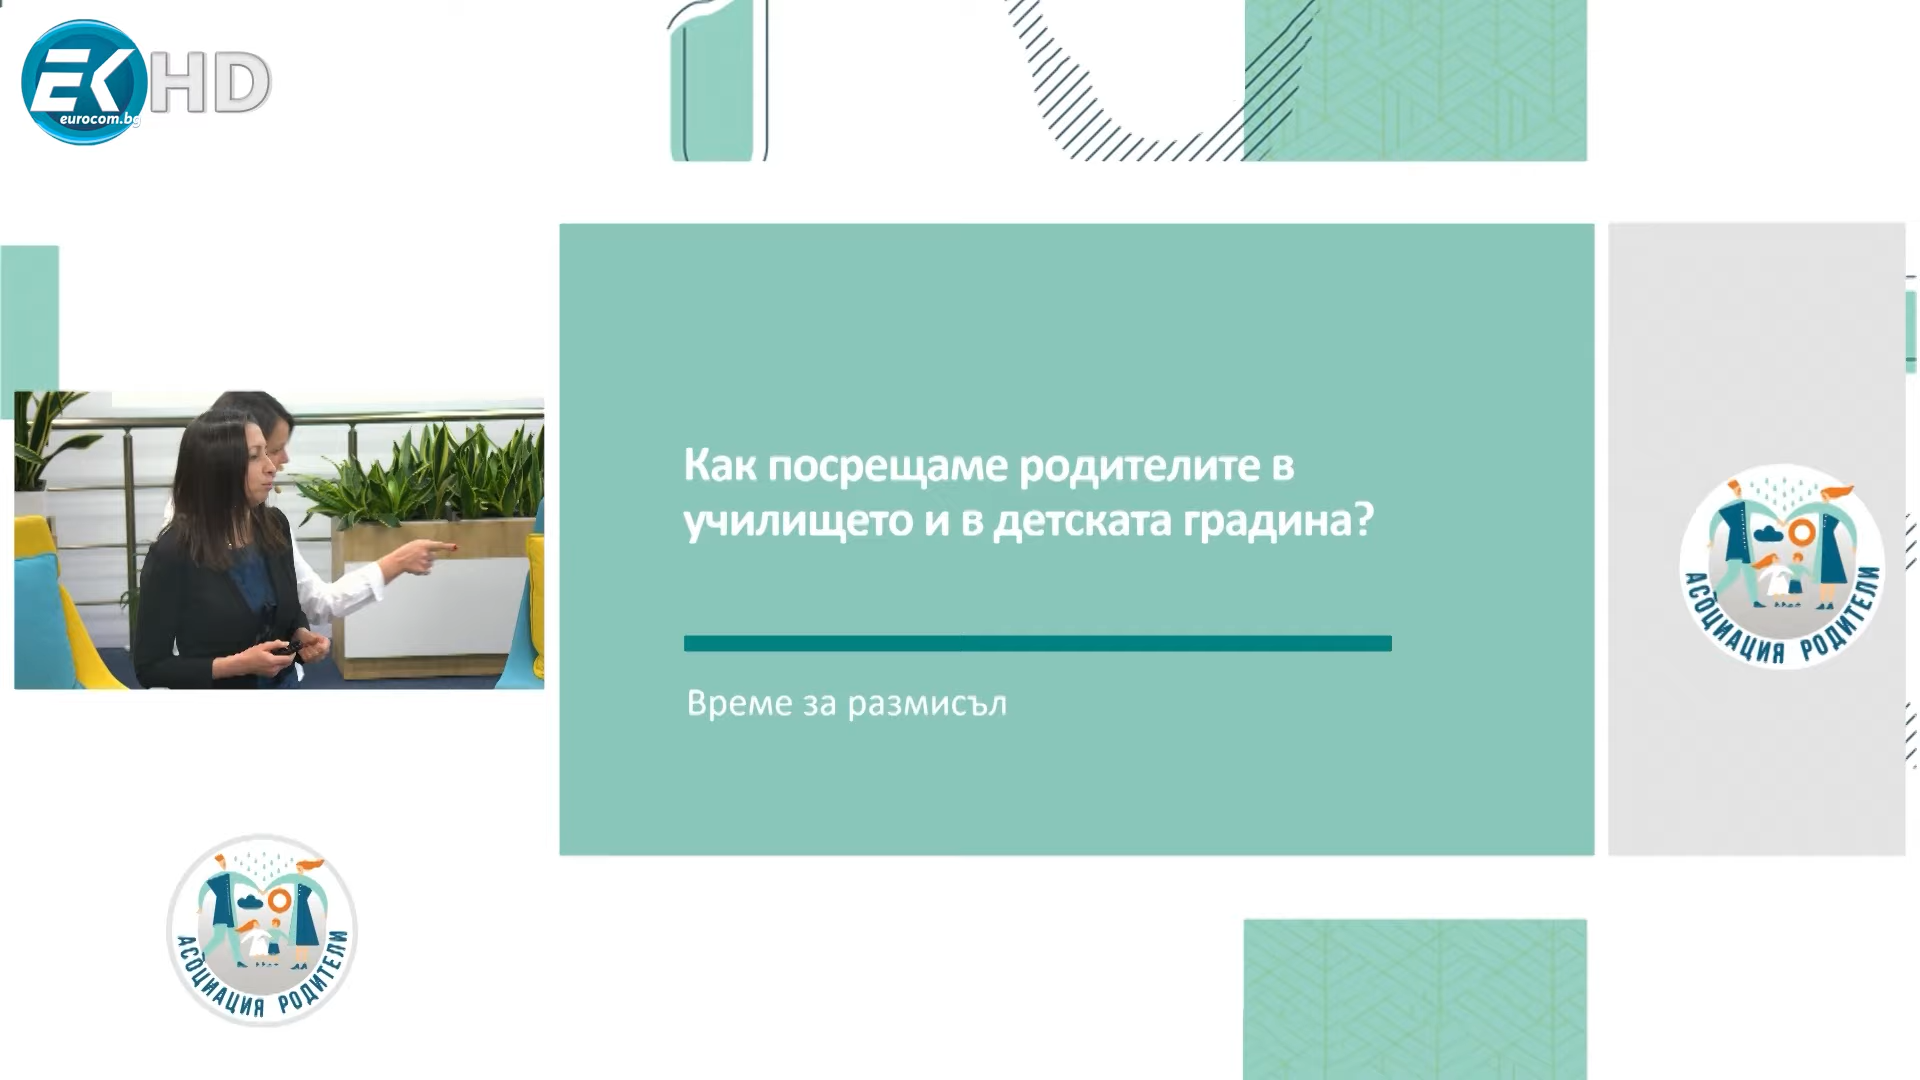 EK HD
eurocom.bg
Как посрещаме родителите в
училището и в детската градина?
Време за размисъл
АСОЦИАЦИЯ РОДИТЕЛИ
АСОЦИАЦИЯ РОДИТЕЛИ